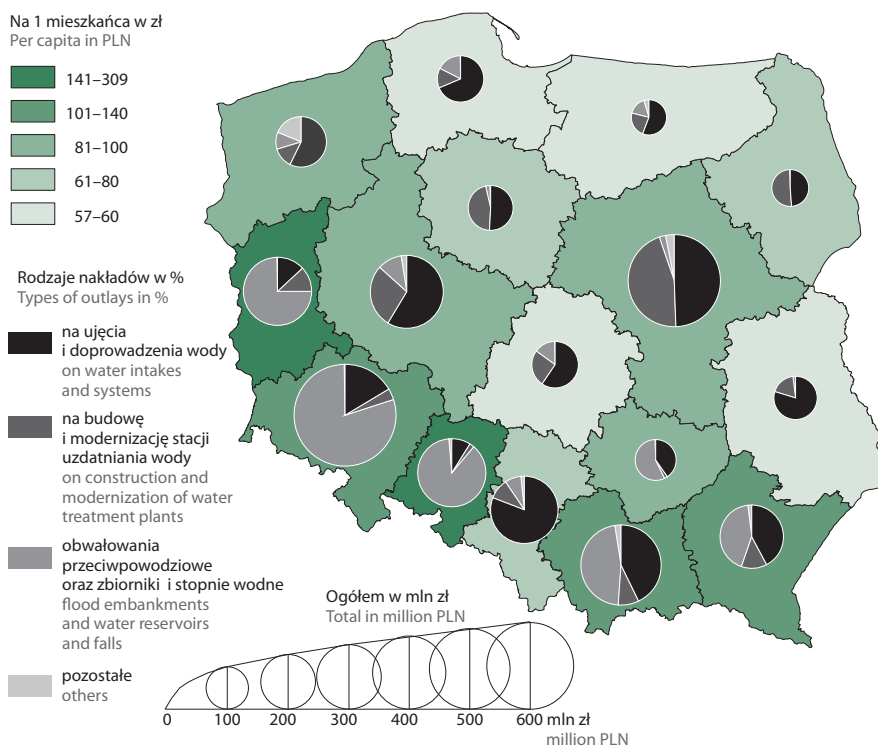 Na 1 mieszkańca w zł
Per capita in PLN
141–309
101–140
81–100
61–80
57–60
Rodzaje nakładów w %
Types of outlays in %
na ujęcia
i doprowadzenia wody
on water intakes
and systems
na budowę
i modernizację stacji
uzdatniania wody
on construction and
modernization of water
treatment plants
obwałowania
przeciwpowodziowe
oraz zbiorniki i stopnie wodne
flood embankments
and water reservoirs
and falls
pozostałe
others
Ogółem w mln zł
Total in million PLN
0 100 200 300 400 500 600 mln zł
million PLN